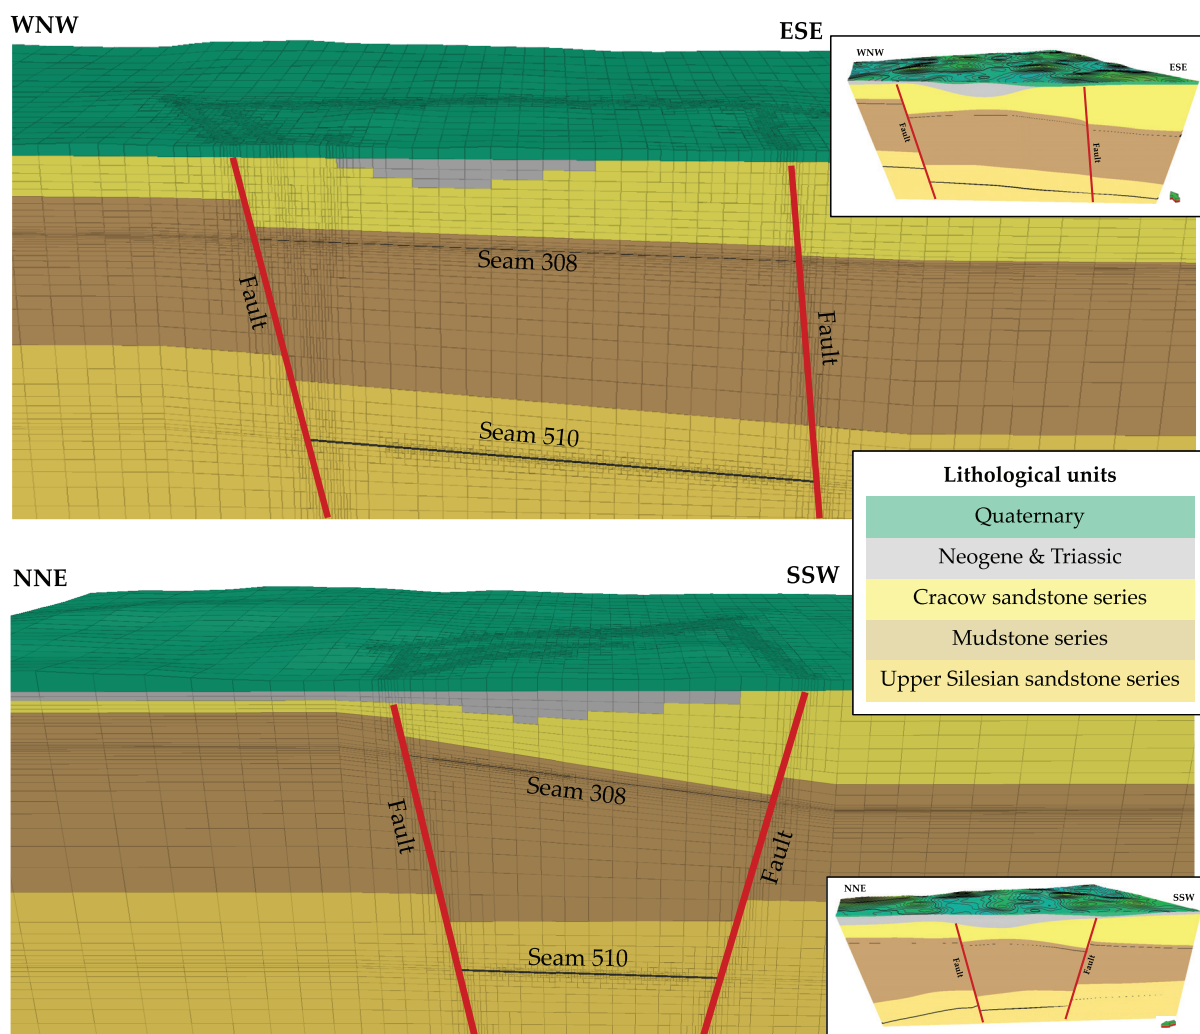 WNW
ESE
WNW
ESE
Fault
Fault
Seam 308
Fault
Fault
Seam 510
Lithological units
Quaternary
Neogene & Triassic
Cracow sandstone series
Mudstone series
Upper Silesian sandstone series
NNE
SSW
Seam 308
Fault
Fault
Seam 510
NNE
SSW
Fault
Fault